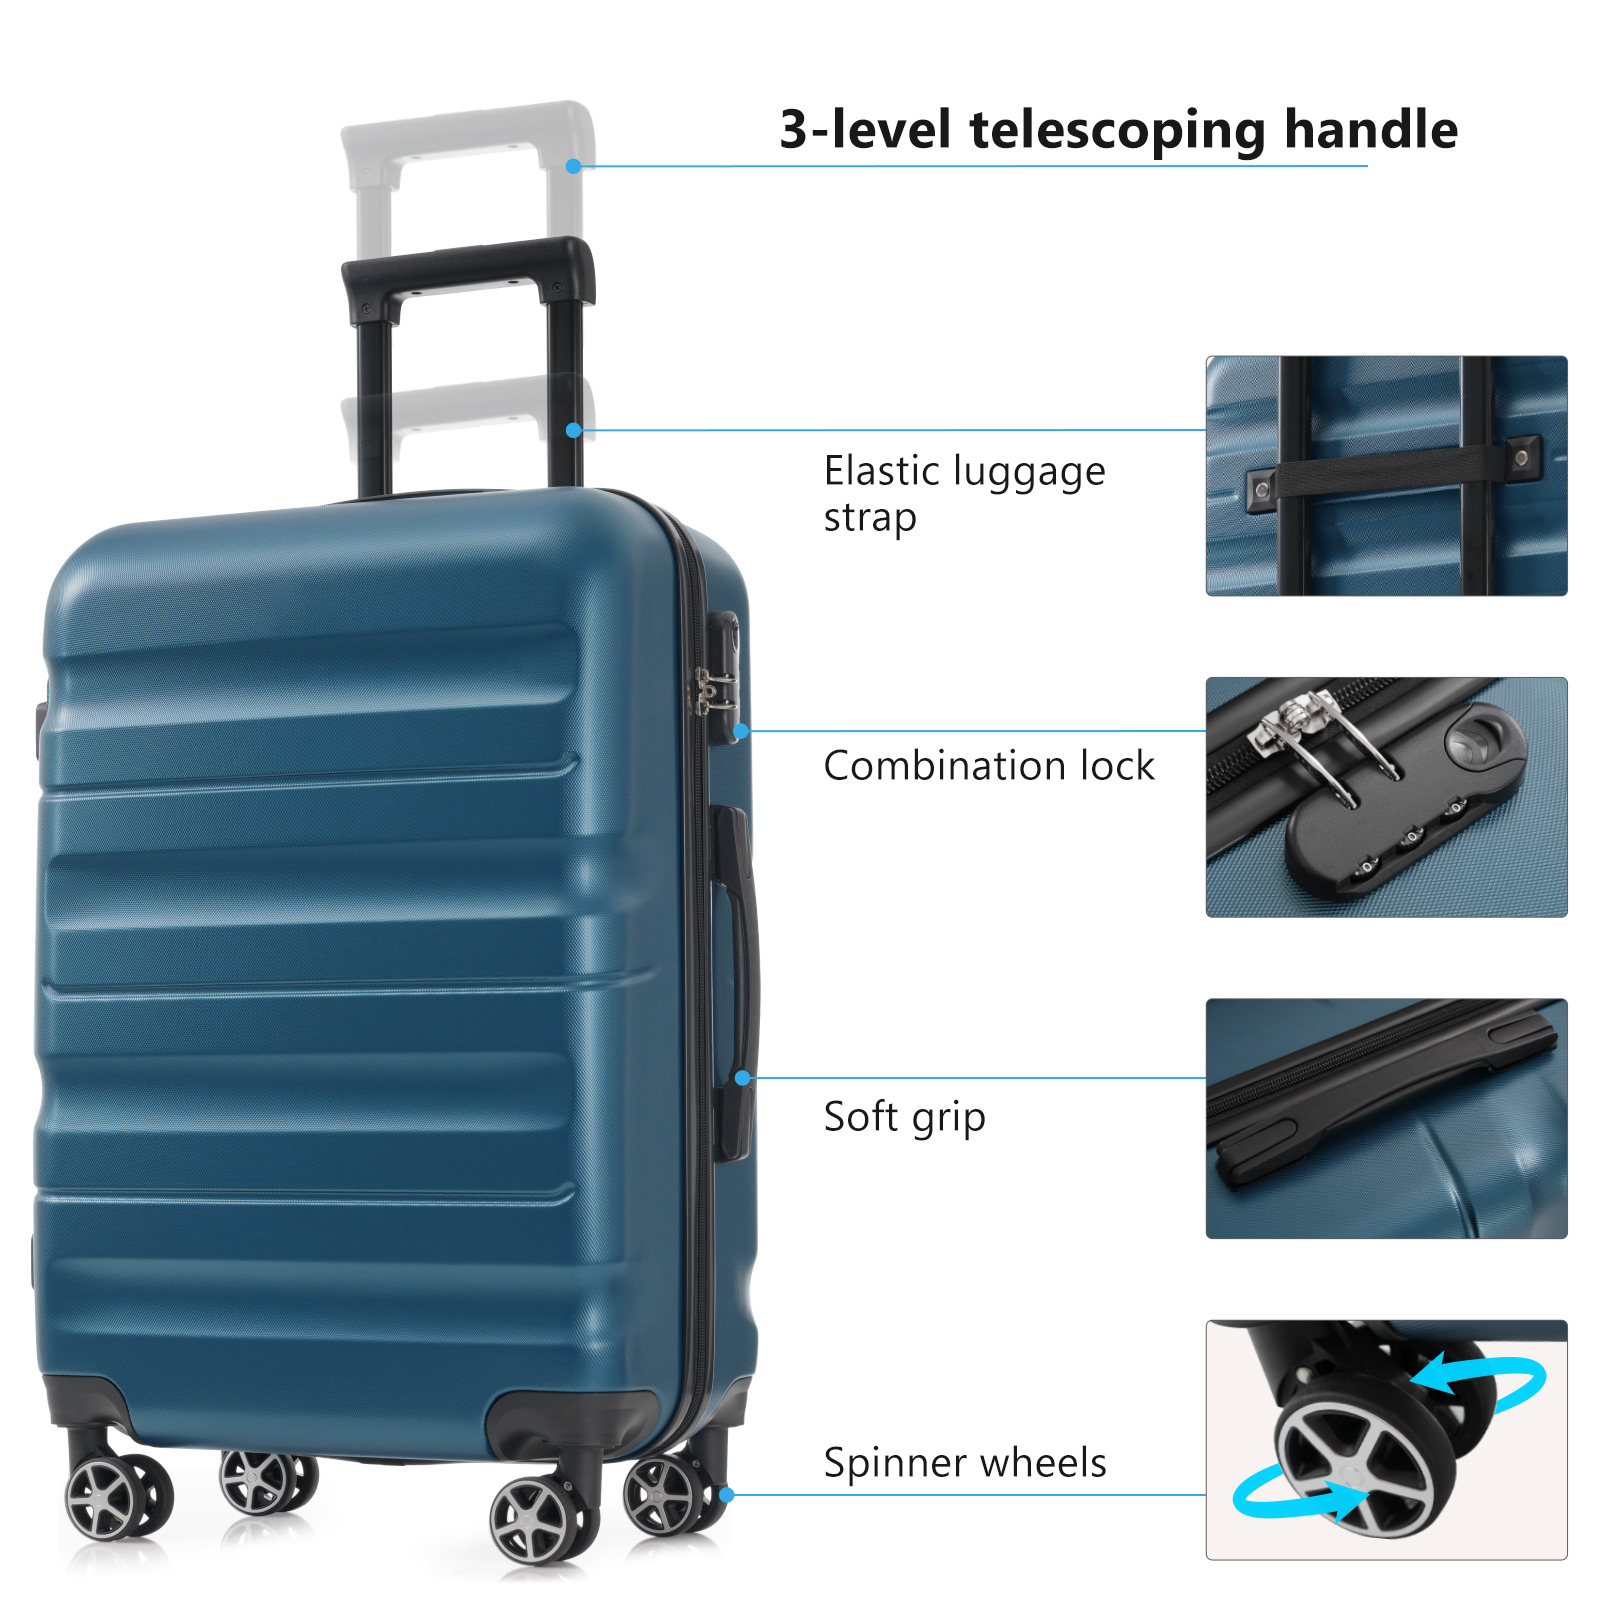 3-level telescoping handle
Elastic luggage
strap
Combination lock
Soft grip
Spinner wheels